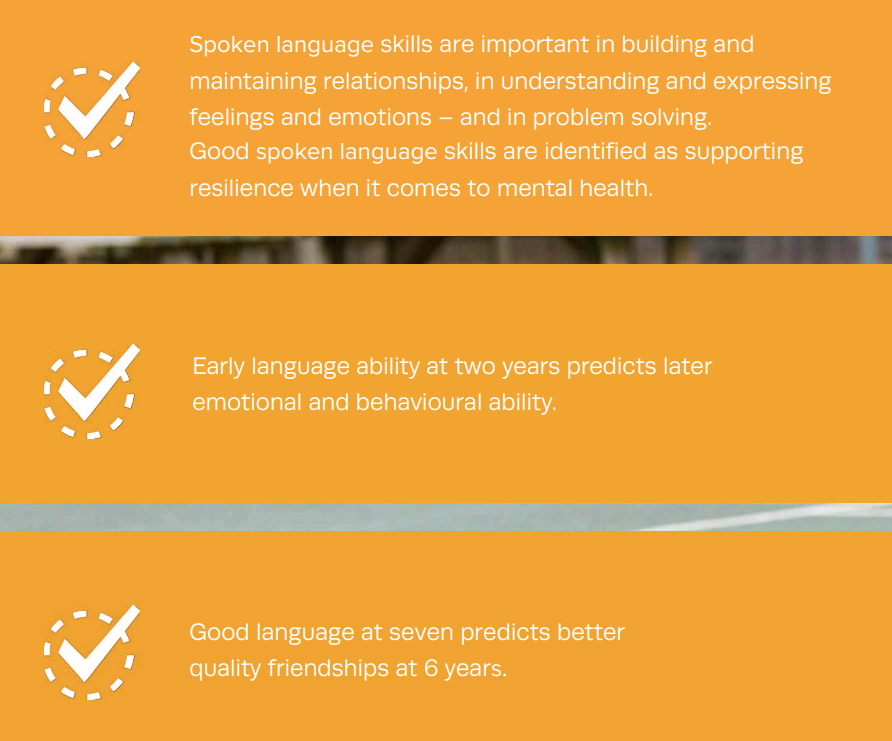 Spoken language skills are important in building and
maintaining relationships, in understanding and expressing
feelings and emotions – and in problem solving.
Good spoken language skills are identified as supporting
resilience when it comes to mental health.
Early language ability at two years predicts later
emotional and behavioural ability.
Good language at seven predicts better
quality friendships at 6 years.